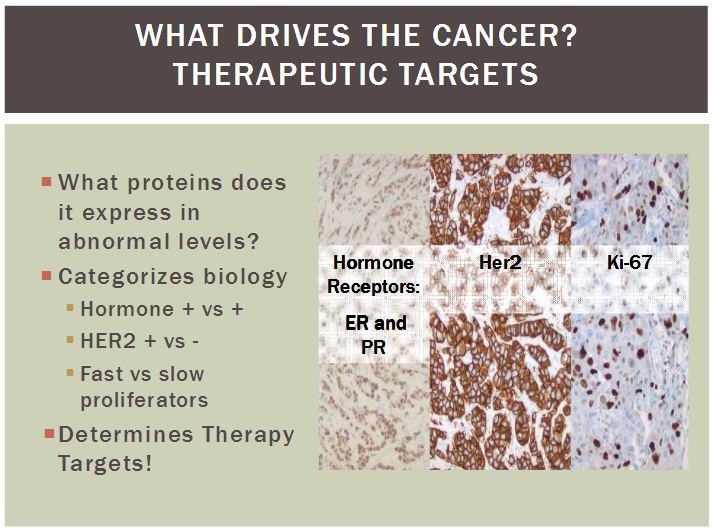 WHAT DRIVES THE CANCER?
THERAPEUTIC TARGETS
What proteins does
it express in
abnormal levels?
Categorizes biology
Hormone + vs +
HER2 + vs -
Fast vs slow
proliferators
Determines Therapy
Targets!
Hormone
Receptors:
ER and
PR
Her2
Ki-67